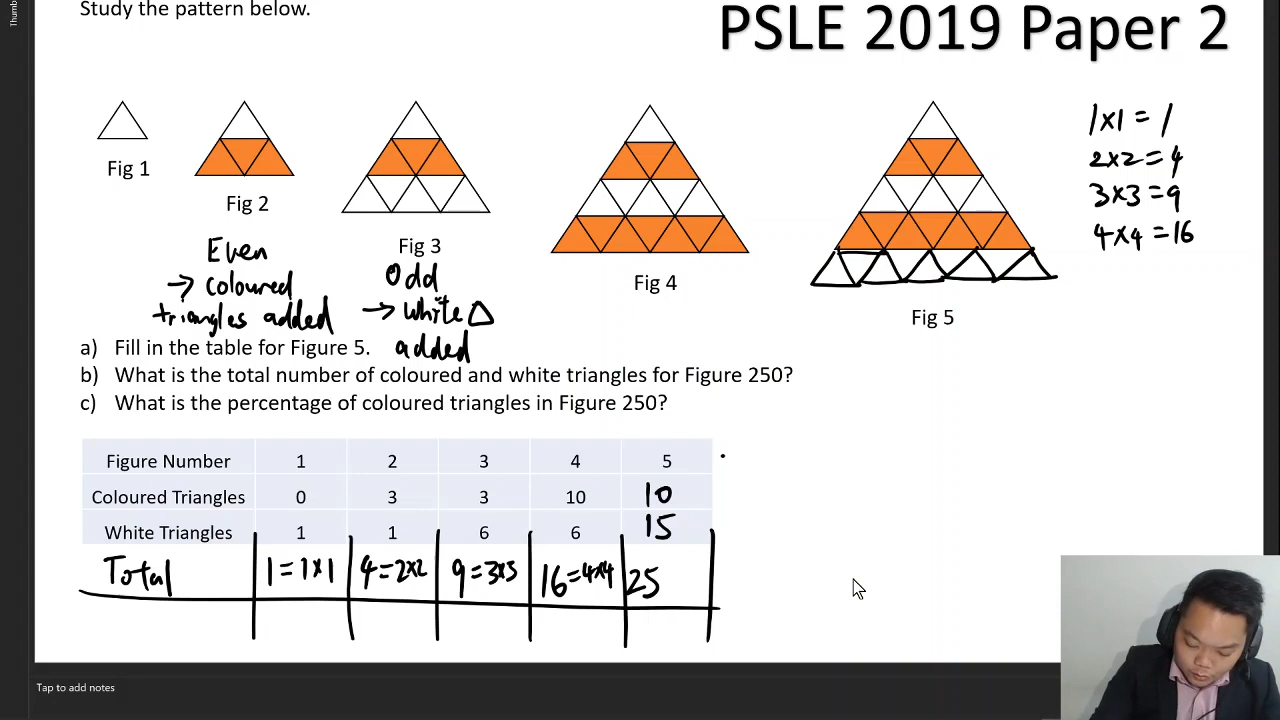 Thumb
Study the pattern below.
PSLE 2019 Paper 2
Fig 1
Fig 2
Fig 3
Fig 4
Fig 5
1x1 = 1
2x2 = 4
3x3 = 9
4x4 = 16
Even
→ coloured
triangles added
Odd
→ white △
added
a) Fill in the table for Figure 5.
b) What is the total number of coloured and white triangles for Figure 250?
c) What is the percentage of coloured triangles in Figure 250?
Figure Number 1 2 3 4 5
Coloured Triangles 0 3 3 10 10
White Triangles 1 1 6 6 15
Total 1=1x1 4=2x2 9=3x3 16=4x4 25
Tap to add notes